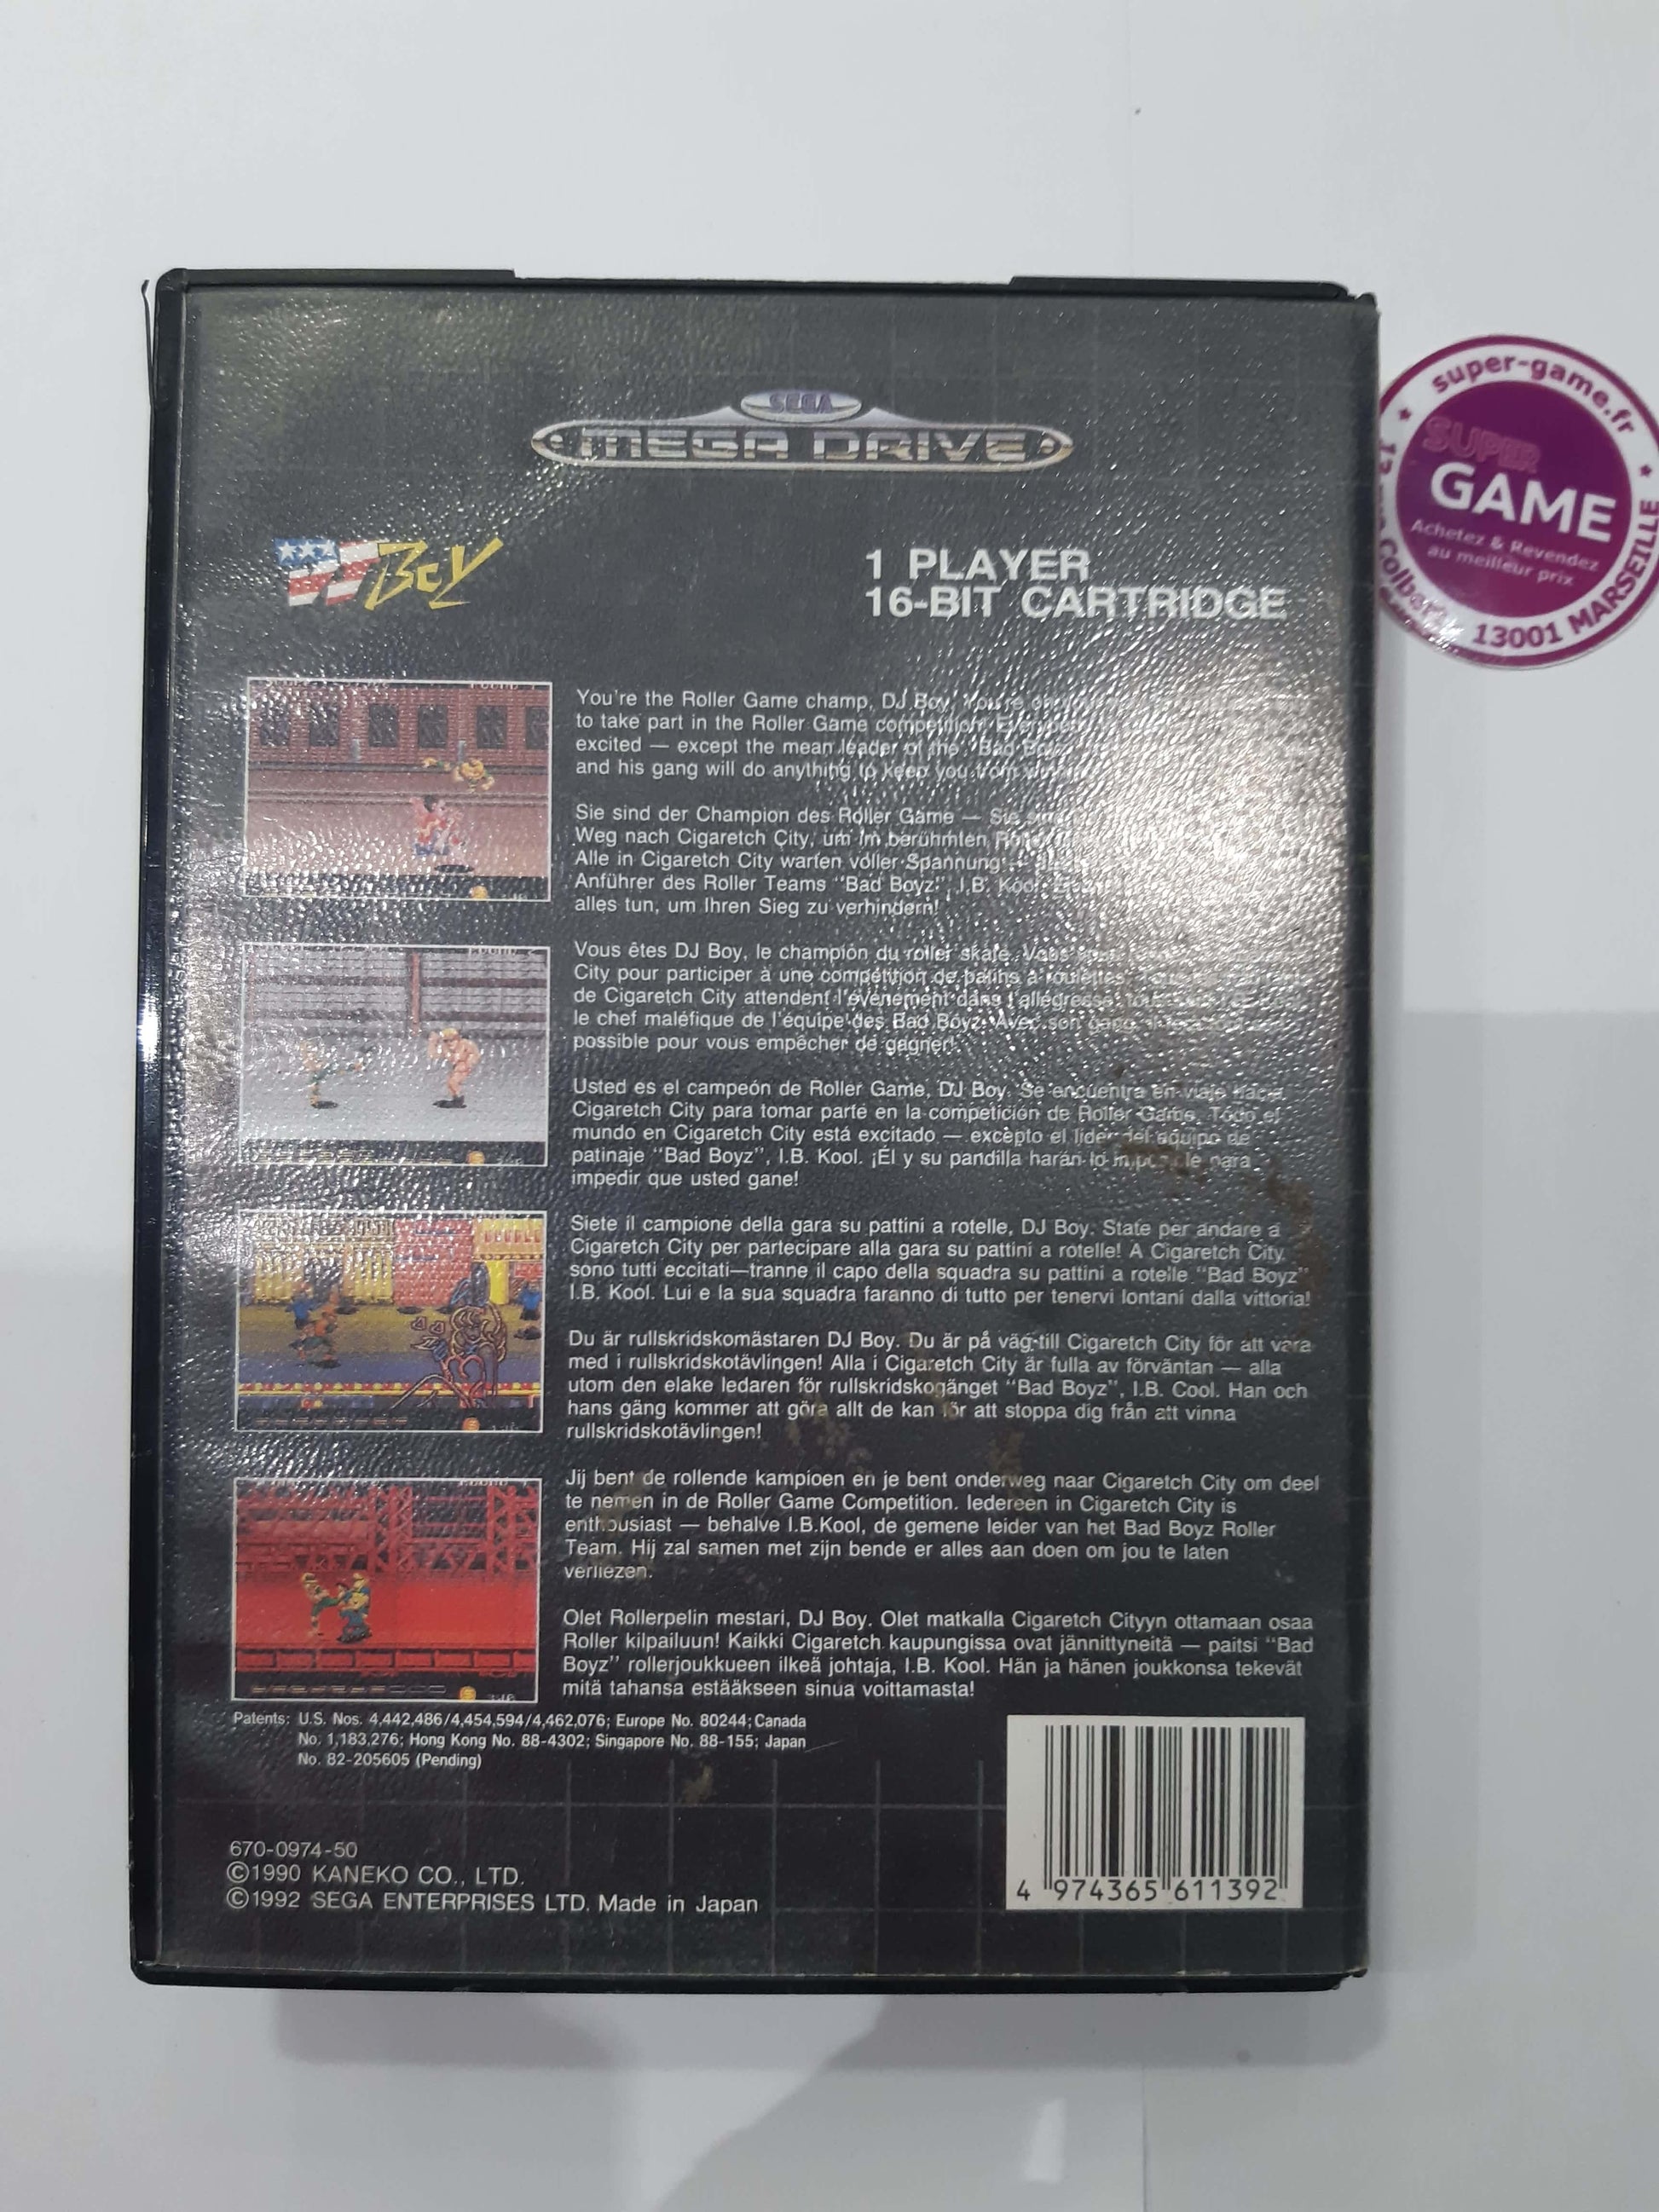 SEGA
MEGA DRIVE
DJ Boy
1 PLAYER
16-BIT CARTRIDGE
super-game.fr
SUPER
GAME
Achetez & Revendez
au meilleur prix
Colbert
13001 MARSEILLE
You're the Roller Game champ, DJ Boy. You're
to take part in the Roller Game competition!
excited — except the mean leader of the "Bad
and his gang will do anything to keep you from
Sie sind der Champion des Roller Game — Sie sind
Weg nach Cigaretch City, um im berühmten
Alle in Cigaretch City warten voller Spannung
Anführer des Roller Teams "Bad Boyz", I.B. Kool.
alles tun, um Ihren Sieg zu verhindern!
Vous êtes DJ Boy, le champion du roller skate. Vous
City pour participer à une compétition de patins à roulettes.
de Cigaretch City attendent l'événement dans l'allégresse,
le chef maléfique de l'équipe des Bad Boyz. Avec son gang,
possible pour vous empêcher de gagner!
Usted es el campeón de Roller Game, DJ Boy. Se encuentra en viaje hacia
Cigaretch City para tomar parte en la competición de Roller Game. Todo el
mundo en Cigaretch City está excitado — excepto el líder del equipo de
patinaje "Bad Boyz", I.B. Kool. ¡El y su pandilla harán lo imposible para
impedir que usted gane!
Siete il campione della gara su pattini a rotelle, DJ Boy. State per andare a
Cigaretch City per partecipare alla gara su pattini a rotelle! A Cigaretch City
sono tutti eccitati—tranne il capo della squadra su pattini a rotelle "Bad Boyz"
I.B. Kool. Lui e la sua squadra faranno di tutto per tenervi lontani dalla vittoria!
Du är rullskridskomästaren DJ Boy. Du är på väg till Cigaretch City för att vara
med i rullskridskotävlingen! Alla i Cigaretch City är fulla av förväntan — alla
utom den elake ledaren för rullskridskogänget "Bad Boyz", I.B. Cool. Han och
hans gäng kommer att göra allt de kan för att stoppa dig från att vinna
rullskridskotävlingen!
Jij bent de rollende kampioen en je bent onderweg naar Cigaretch City om deel
te nemen in de Roller Game Competition. Iedereen in Cigaretch City is
enthousiast — behalve I.B.Kool, de gemene leider van het Bad Boyz Roller
Team. Hij zal samen met zijn bende er alles aan doen om jou te laten
verliezen.
Olet Rollerpelin mestari, DJ Boy. Olet matkalla Cigaretch Cityyn ottamaan osaa
Roller kilpailuun! Kaikki Cigaretch kaupungissa ovat jännittyneitä — paitsi "Bad
Boyz" rollerjoukkueen ilkeä johtaja, I.B. Kool. Hän ja hänen joukkonsa tekevät
mitä tahansa estääkseen sinua voittamasta!
Patents: U.S. Nos. 4,442,486/4,454,594/4,462,076; Europe No. 80244; Canada
No. 1,183,276; Hong Kong No. 88-4302; Singapore No. 88-155; Japan
No. 82-205605 (Pending)
670-0974-50
©1990 KANEKO CO., LTD.
©1992 SEGA ENTERPRISES LTD. Made in Japan
4 974365 611392